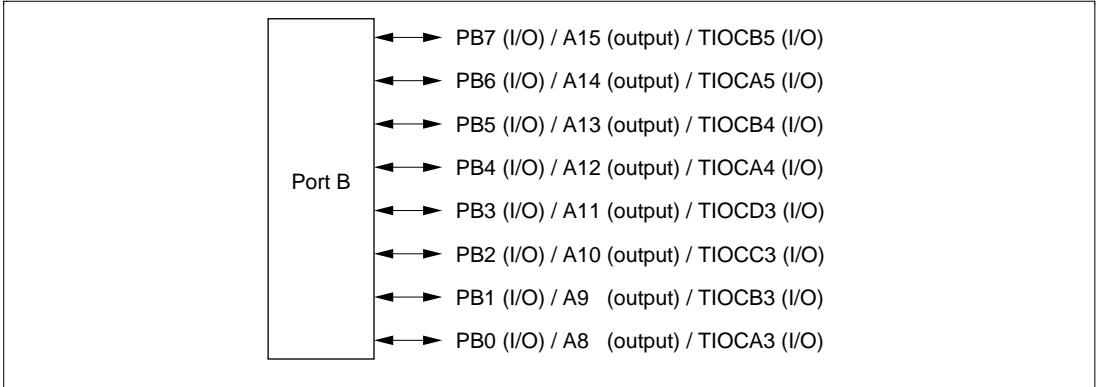 PB7 (I/O) / A15 (output) / TIOCB5 (I/O)
PB6 (I/O) / A14 (output) / TIOCA5 (I/O)
PB5 (I/O) / A13 (output) / TIOCB4 (I/O)
PB4 (I/O) / A12 (output) / TIOCA4 (I/O)
Port B
PB3 (I/O) / A11 (output) / TIOCD3 (I/O)
PB2 (I/O) / A10 (output) / TIOCC3 (I/O)
PB1 (I/O) / A9 (output) / TIOCB3 (I/O)
PB0 (I/O) / A8 (output) / TIOCA3 (I/O)